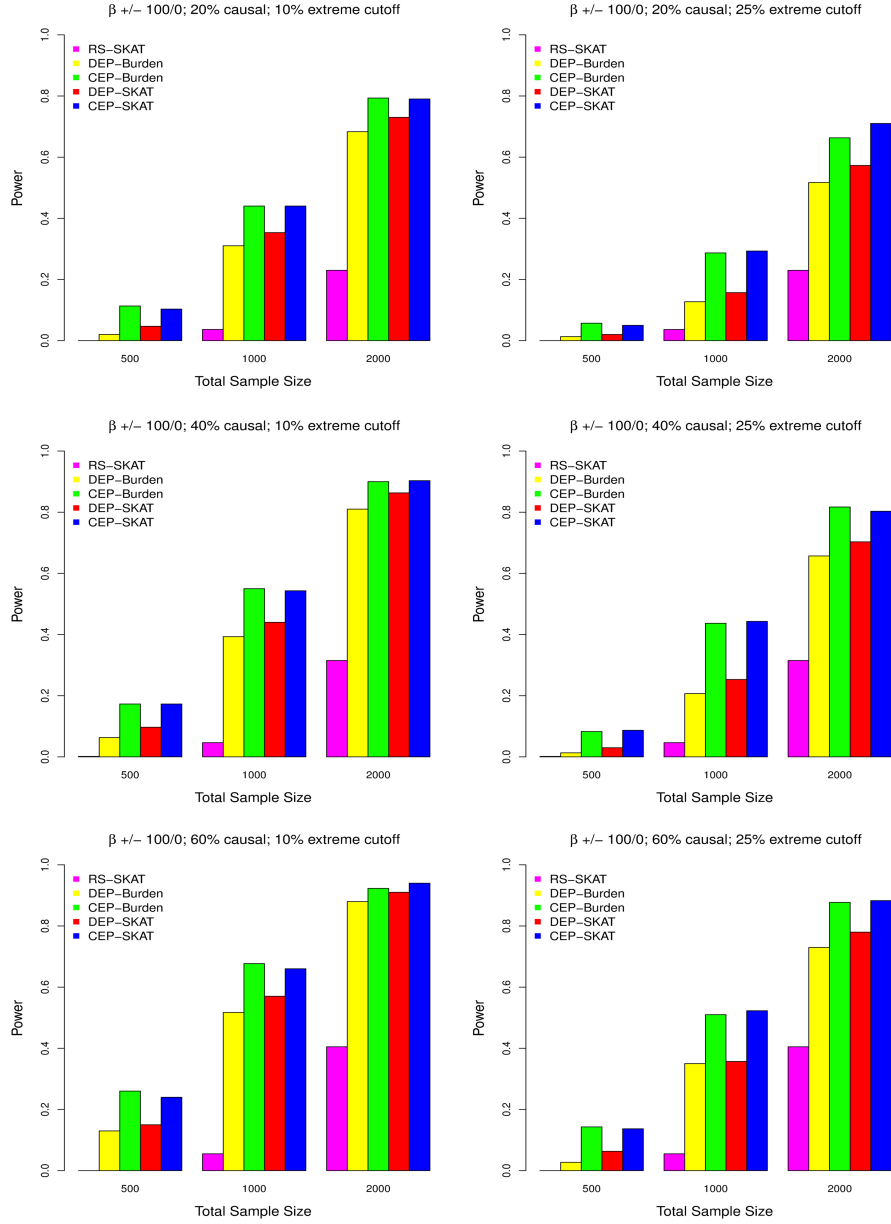 β +/− 100/0; 20% causal; 10% extreme cutoff
RS−SKAT
DEP−Burden
CEP−Burden
DEP−SKAT
CEP−SKAT
Power
0.0
0.2
0.4
0.6
0.8
1.0
500
1000
2000
Total Sample Size
β +/− 100/0; 20% causal; 25% extreme cutoff
RS−SKAT
DEP−Burden
CEP−Burden
DEP−SKAT
CEP−SKAT
Power
0.0
0.2
0.4
0.6
0.8
1.0
500
1000
2000
Total Sample Size
β +/− 100/0; 40% causal; 10% extreme cutoff
RS−SKAT
DEP−Burden
CEP−Burden
DEP−SKAT
CEP−SKAT
Power
0.0
0.2
0.4
0.6
0.8
1.0
500
1000
2000
Total Sample Size
β +/− 100/0; 40% causal; 25% extreme cutoff
RS−SKAT
DEP−Burden
CEP−Burden
DEP−SKAT
CEP−SKAT
Power
0.0
0.2
0.4
0.6
0.8
1.0
500
1000
2000
Total Sample Size
β +/− 100/0; 60% causal; 10% extreme cutoff
RS−SKAT
DEP−Burden
CEP−Burden
DEP−SKAT
CEP−SKAT
Power
0.0
0.2
0.4
0.6
0.8
1.0
500
1000
2000
Total Sample Size
β +/− 100/0; 60% causal; 25% extreme cutoff
RS−SKAT
DEP−Burden
CEP−Burden
DEP−SKAT
CEP−SKAT
Power
0.0
0.2
0.4
0.6
0.8
1.0
500
1000
2000
Total Sample Size